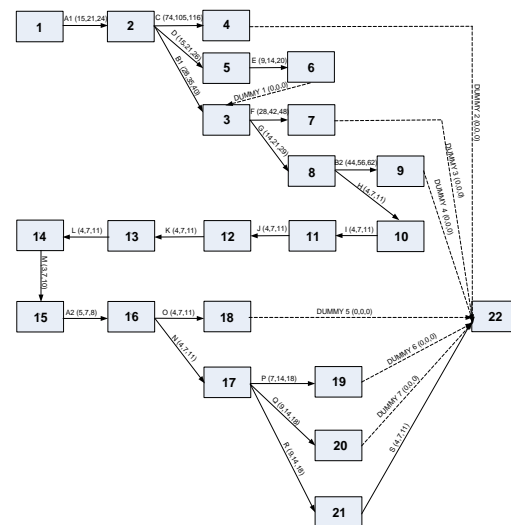 1
A1 (15,21,24)
2
C (74,105,116)
4
D (15,21,26)
5
E (9,14,20)
6
B1 (28,35,40)
DUMMY 1 (0,0,0)
DUMMY 2 (0,0,0)
3
F (28,42,48)
7
G (14,21,29)
DUMMY 3 (0,0,0)
8
B2 (44,56,62)
9
H (4,7,11)
DUMMY 4 (0,0,0)
14
L (4,7,11)
13
K (4,7,11)
12
J (4,7,11)
11
I (4,7,11)
10
M (3,7,10)
15
A2 (5,7,8)
16
O (4,7,11)
18
DUMMY 5 (0,0,0)
22
N (4,7,11)
DUMMY 6 (0,0,0)
17
P (7,14,18)
19
DUMMY 7 (0,0,0)
Q (9,14,18)
20
R (9,14,18)
S (4,7,11)
21